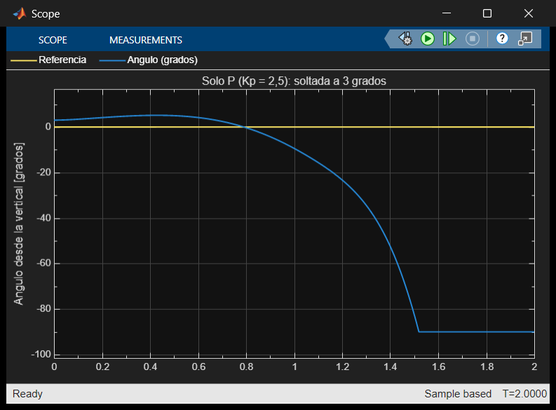 Scope
SCOPE MEASUREMENTS
Referencia Angulo (grados)
Solo P (Kp = 2,5): soltada a 3 grados
Angulo desde la vertical [grados]
0
-20
-40
-60
-80
-100
0 0.2 0.4 0.6 0.8 1 1.2 1.4 1.6 1.8 2
Ready Sample based T=2.0000